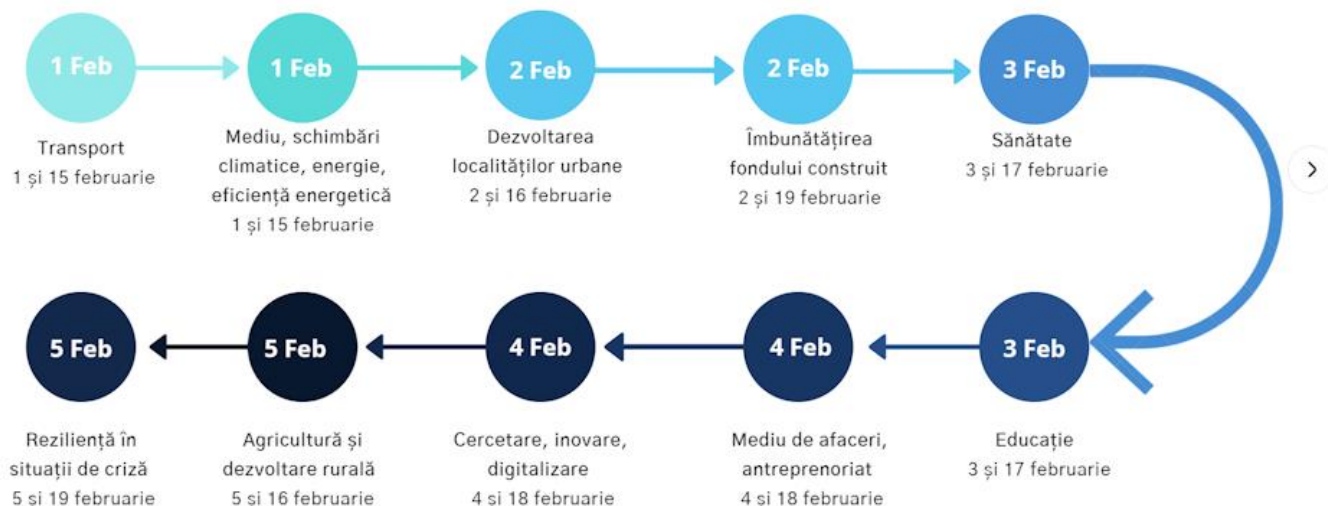 1 Feb
Transport
1 și 15 februarie
1 Feb
Mediu, schimbări
climatice, energie,
eficiență energetică
1 și 15 februarie
2 Feb
Dezvoltarea
localităților urbane
2 și 16 februarie
2 Feb
Îmbunătățirea
fondului construit
2 și 19 februarie
3 Feb
Sănătate
3 și 17 februarie
3 Feb
Educație
3 și 17 februarie
4 Feb
Mediu de afaceri,
antreprenoriat
4 si 18 februarie
4 Feb
Cercetare, inovare,
digitalizare
4 si 18 februarie
5 Feb
Agricultură și
dezvoltare rurală
5 si 16 februarie
5 Feb
Reziliență în
situații de criză
5 si 19 februarie